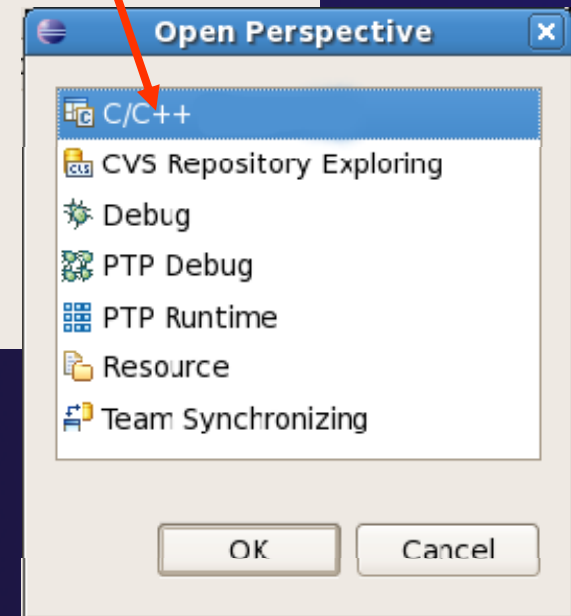 Open Perspective
C/C++
CVS Repository Exploring
Debug
PTP Debug
PTP Runtime
Resource
Team Synchronizing
OK Cancel